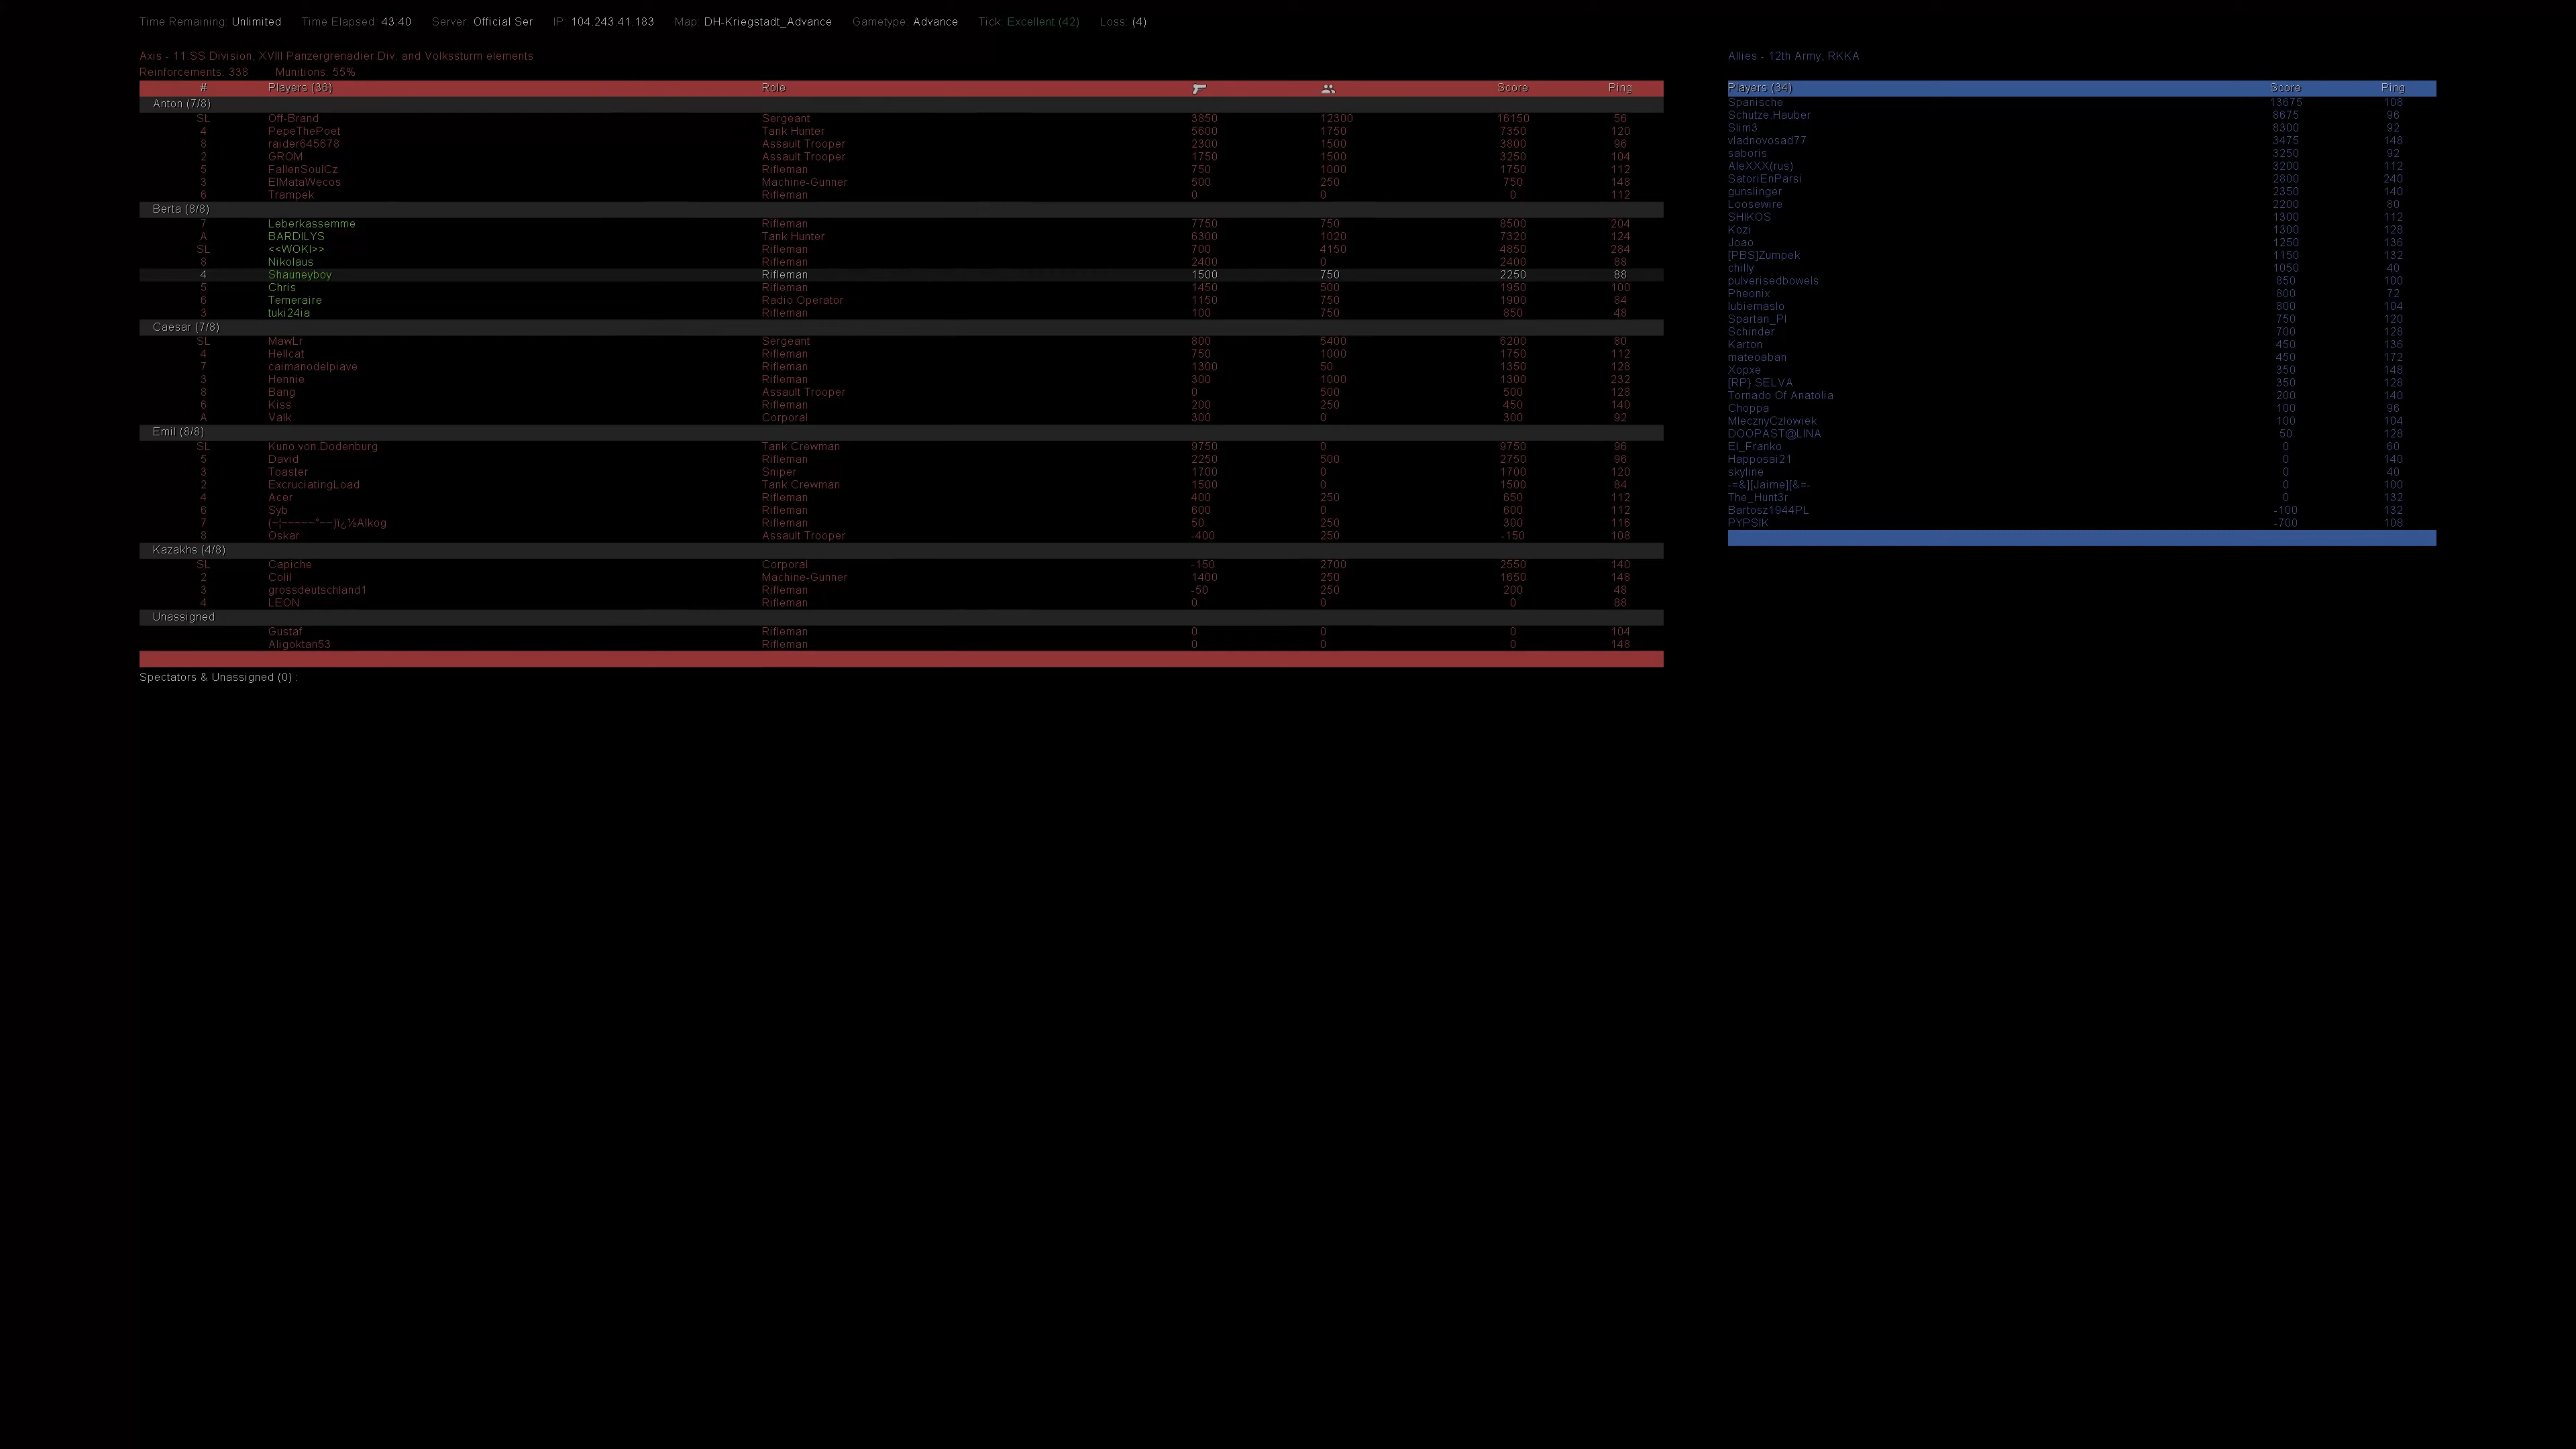 Time Remaining: Unlimited Time Elapsed: 43:40 Server: Official Ser IP: 104.243.41.183 Map: DH-Kriegstadt_Advance Gametype: Advance Tick: Excellent (42) Loss: (4)
Axis - 11.SS Division, XVIII Panzergrenadier Div. and Volkssturm elements
Reinforcements: 338 Munitions: 55%
# Players (36) Role Score Ping
Anton (7/8)
SL Off-Brand Sergeant 3850 12300 16150 56
4 PepeThePoet Tank Hunter 5600 1750 7350 120
8 raider645678 Assault Trooper 2300 1500 3800 96
2 GROM Assault Trooper 1750 1500 3250 104
5 FallenSoulCz Rifleman 750 1000 1750 112
3 ElMataWecos Machine-Gunner 500 250 750 148
6 Trampek Rifleman 0 0 0 112
Berta (8/8)
7 Leberkassemme Rifleman 7750 750 8500 204
A BARDILYS Tank Hunter 6300 1020 7320 124
SL <<WOKI>> Rifleman 700 4150 4850 284
8 Nikolaus Rifleman 2400 0 2400 88
4 Shauneyboy Rifleman 1500 750 2250 88
5 Chris Rifleman 1450 500 1950 100
6 Temeraire Radio Operator 1150 750 1900 84
3 tuki24ia Rifleman 100 750 850 48
Caesar (7/8)
SL MawLr Sergeant 800 5400 6200 80
4 Hellcat Rifleman 750 1000 1750 112
7 caimanodelpiave Rifleman 1300 50 1350 128
3 Hennie Rifleman 300 1000 1300 232
8 Bang Assault Trooper 0 500 500 128
6 Kiss Rifleman 200 250 450 140
A Valk Corporal 300 0 300 92
Emil (8/8)
SL Kuno.von.Dodenburg Tank Crewman 9750 0 9750 96
5 David Rifleman 2250 500 2750 96
3 Toaster Sniper 1700 0 1700 120
2 ExcruciatingLoad Tank Crewman 1500 0 1500 84
4 Acer Rifleman 400 250 650 112
6 Syb Rifleman 600 0 600 112
7 (~¦~~~~~*~~)ï¿½Alkog Rifleman 50 250 300 116
8 Oskar Assault Trooper -400 250 -150 108
Kazakhs (4/8)
SL Capiche Corporal -150 2700 2550 140
2 Colil Machine-Gunner 1400 250 1650 148
3 grossdeutschland1 Rifleman -50 250 200 48
4 LEON Rifleman 0 0 0 88
Unassigned
Gustaf Rifleman 0 0 0 104
Aligoktan53 Rifleman 0 0 0 148
Spectators & Unassigned (0) :
Allies - 12th Army, RKKA
Players (34) Score Ping
Spanische 13675 108
Schutze.Hauber 8675 96
Slim3 8300 92
vladnovosad77 3475 148
saboris 3250 92
AleXXX(rus) 3200 112
SatoriEnParsi 2800 240
gunslinger 2350 140
Loosewire 2200 80
SHIKOS 1300 112
Kozi 1300 128
Joao 1250 136
[PBS]Zumpek 1150 132
chilly 1050 40
pulverisedbowels 850 100
Pheonix 800 72
lubiemaslo 800 104
Spartan_Pl 750 120
Schinder 700 128
Karton 450 136
mateoaban 450 172
Xopxe 350 148
[RP} SELVA 350 128
Tornado Of Anatolia 200 140
Choppa 100 96
MlecznyCzlowiek 100 104
DOOPAST@LINA 50 128
El_Franko 0 60
Happosai21 0 140
skyline 0 40
-=&][Jaime][&=- 0 100
The_Hunt3r 0 132
Bartosz1944PL -100 132
PYPSIK -700 108